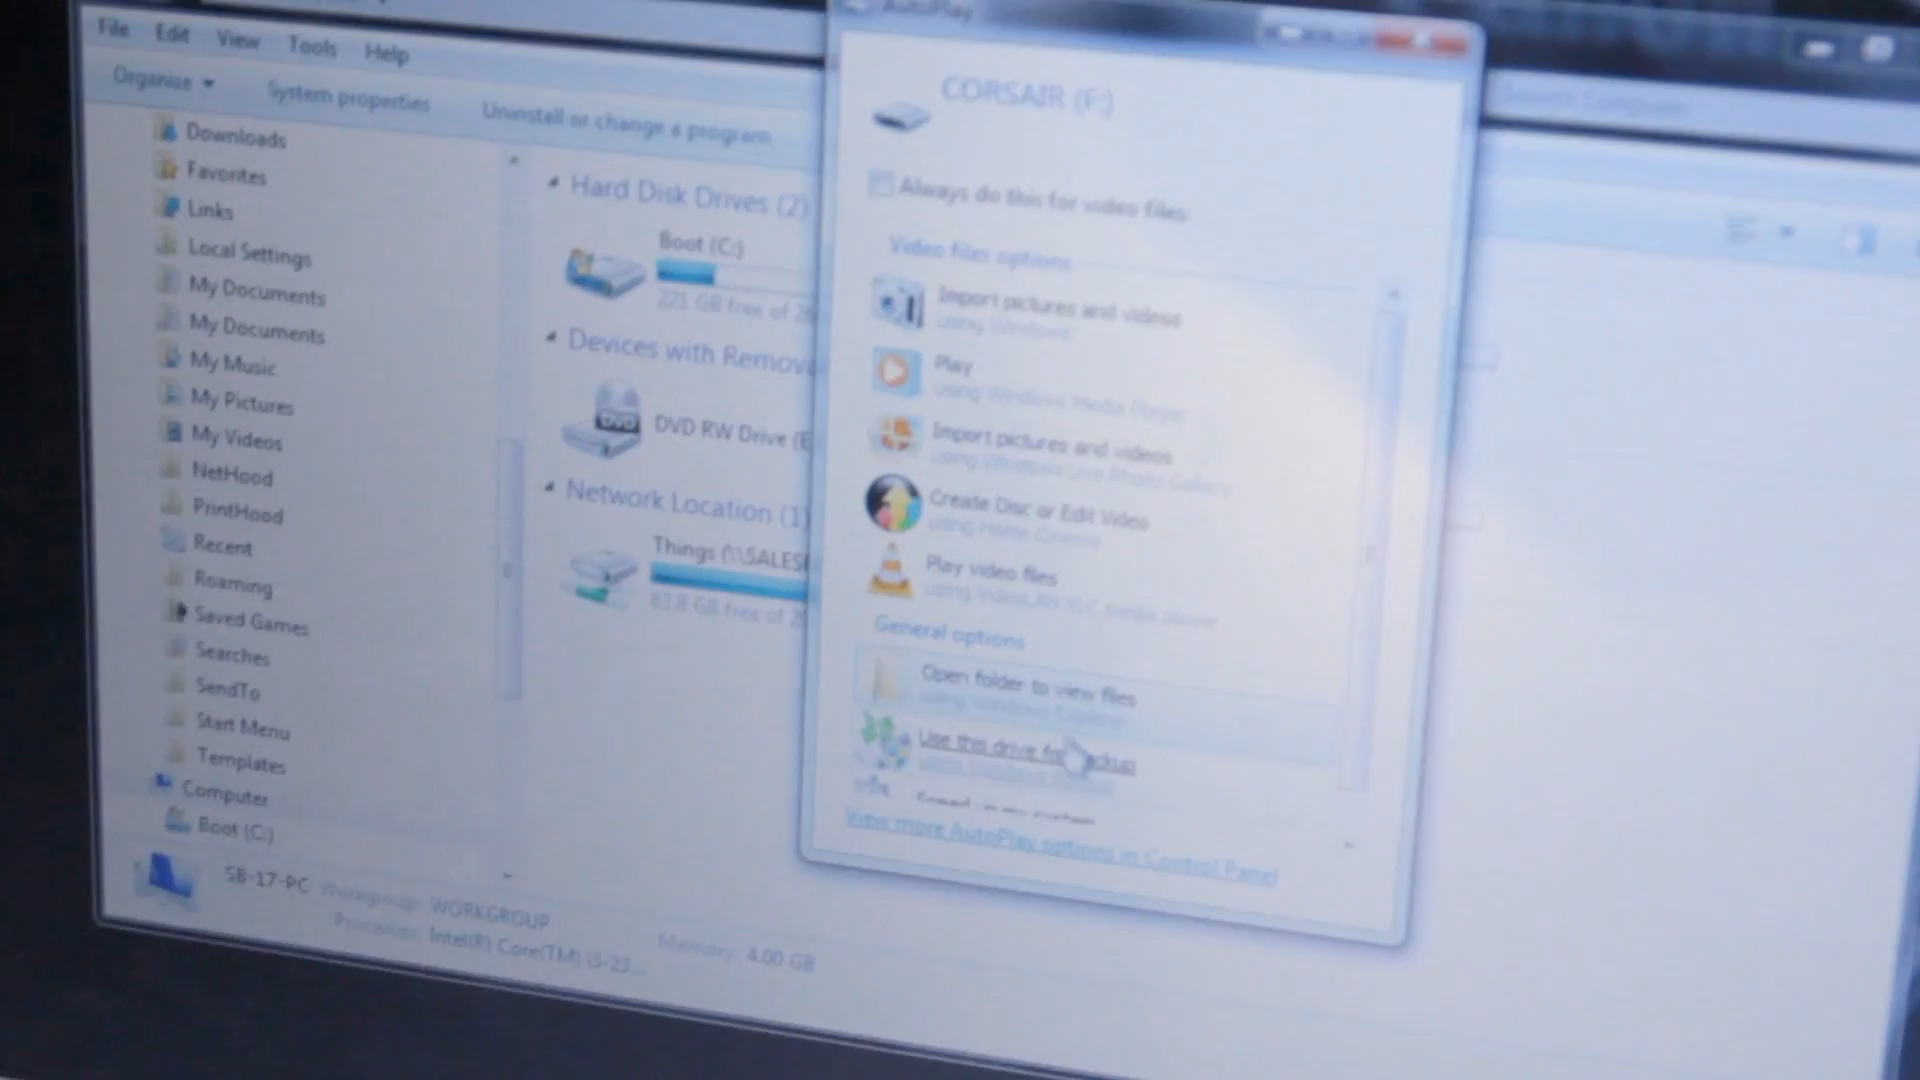 AutoPlay
File Edit View Tools Help
Organize
System properties
Uninstall or change a program
Downloads
Favorites
Links
Local Settings
My Documents
My Documents
My Music
My Pictures
My Videos
NetHood
PrintHood
Recent
Roaming
Saved Games
Searches
SendTo
Start Menu
Templates
Computer
Boot (C:)
Hard Disk Drives (2)
Boot (C:)
221 GB free of
Devices with Remova
DVD RW Drive (E
Network Location (1)
Things (\\SALES
63.8 GB free of
CORSAIR (F:)
Always do this for video files:
Video files options
Import pictures and videos
using Windows
Play
using Windows Media Player
Import pictures and videos
using Windows Live Photo Gallery
Create Disc or Edit Video
using Home Cinema
Play video files
using VideoLAN VLC media player
General options
Open folder to view files
using Windows Explorer
Use this drive for backup
using Windows Backup
Speed up my system
View more AutoPlay options in Control Panel
SB-17-PC Workgroup: WORKGROUP
Processor: Intel(R) Core(TM) i3-23...
Memory: 4.00 GB
Search Computer